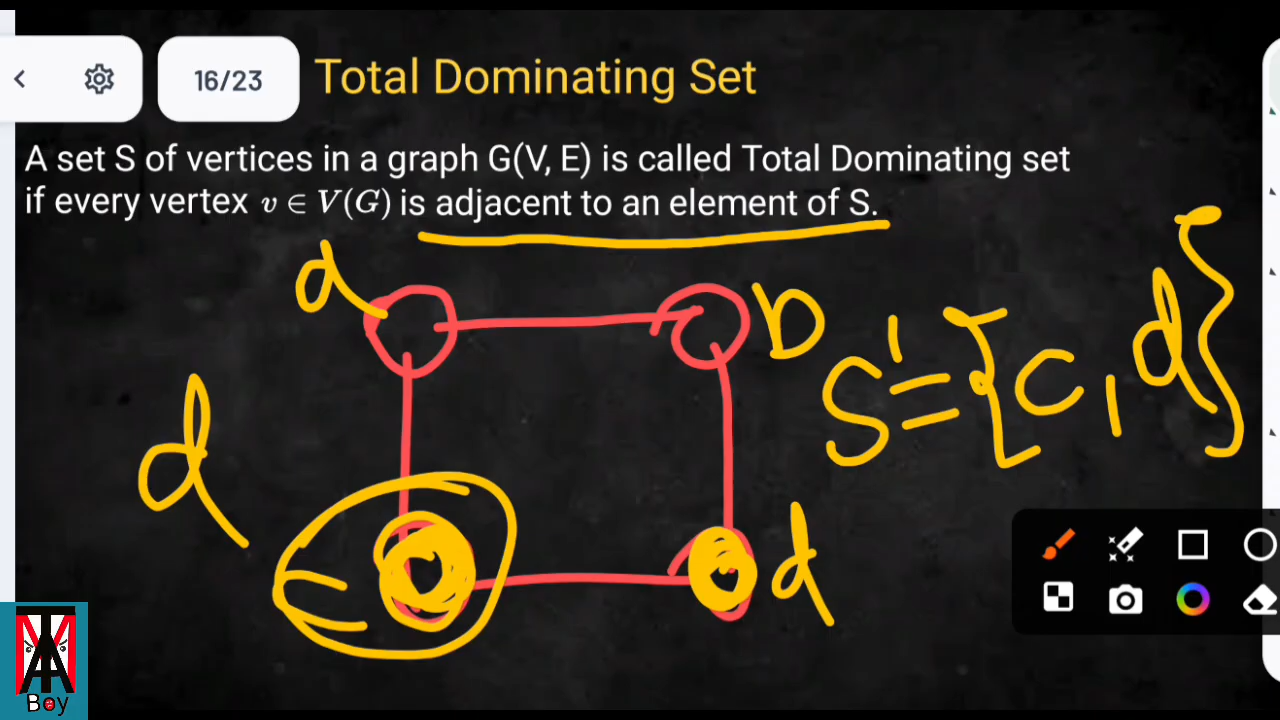 16/23
Total Dominating Set
A set S of vertices in a graph G(V, E) is called Total Dominating set
if every vertex v ∈ V(G) is adjacent to an element of S.
a
b
S' = {c, d}
d
d
Boy